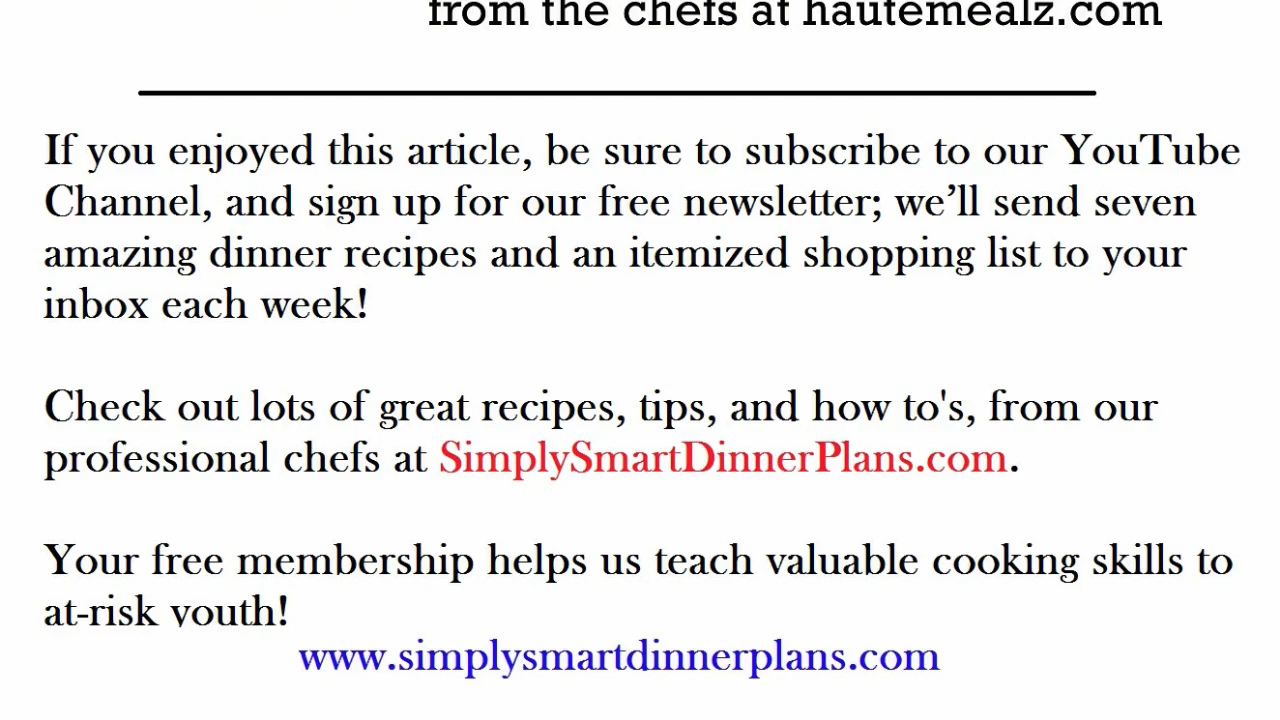 from the chefs at hautemealz.com
If you enjoyed this article, be sure to subscribe to our YouTube
Channel, and sign up for our free newsletter; we’ll send seven
amazing dinner recipes and an itemized shopping list to your
inbox each week!
Check out lots of great recipes, tips, and how to's, from our
professional chefs at SimplySmartDinnerPlans.com.
Your free membership helps us teach valuable cooking skills to
at-risk youth!
www.simplysmartdinnerplans.com